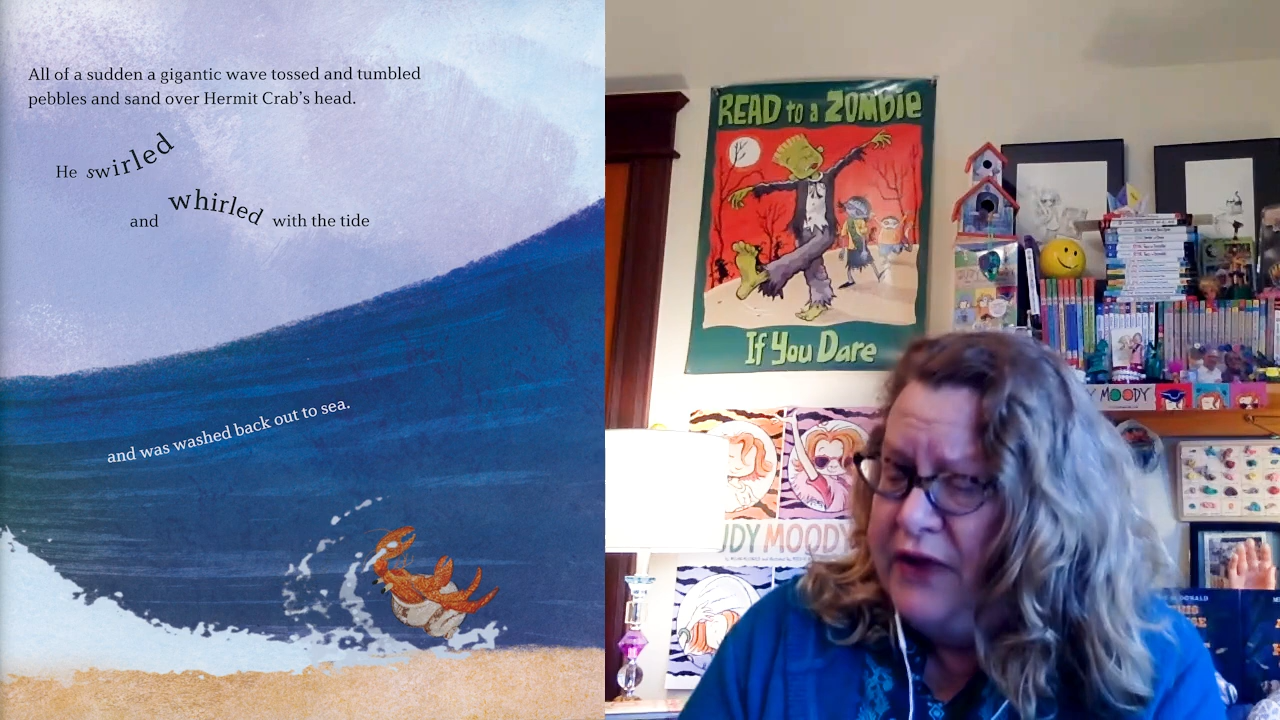 All of a sudden a gigantic wave tossed and tumbled
pebbles and sand over Hermit Crab's head.
He swirled
and whirled with the tide
and was washed back out to sea.
READ to a ZOMBIE
If You Dare
JUDY MOODY
MOODY